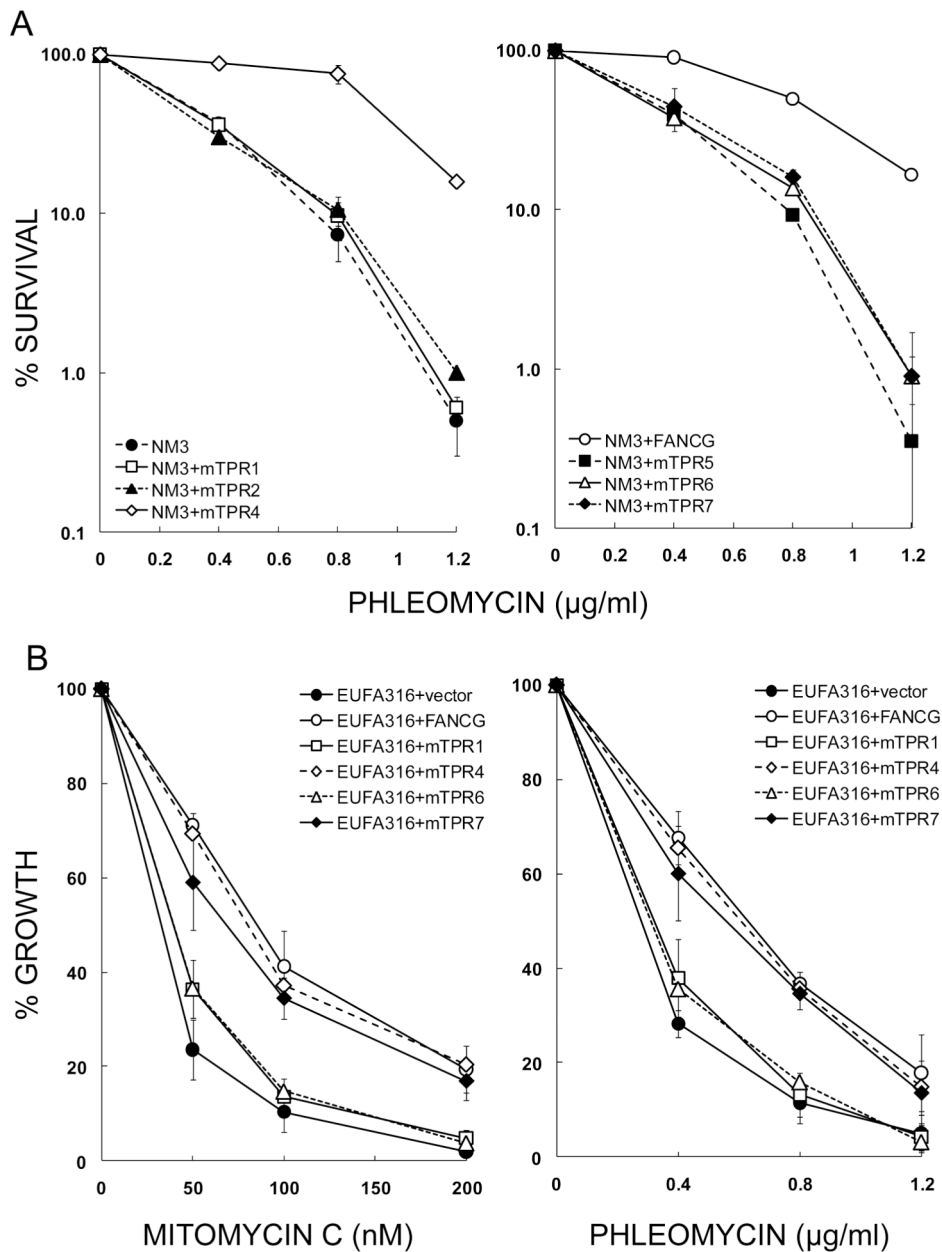 A
100.0
10.0
1.0
0.1
% SURVIVAL
0
0.2
0.4
0.6
0.8
1
1.2
NM3
NM3+mTPR1
NM3+mTPR2
NM3+mTPR4
100.0
10.0
1.0
0.1
0
0.2
0.4
0.6
0.8
1
1.2
NM3+FANCG
NM3+mTPR5
NM3+mTPR6
NM3+mTPR7
PHLEOMYCIN (µg/ml)
B
100
80
60
40
20
0
% GROWTH
0
50
100
150
200
EUFA316+vector
EUFA316+FANCG
EUFA316+mTPR1
EUFA316+mTPR4
EUFA316+mTPR6
EUFA316+mTPR7
MITOMYCIN C (nM)
100
80
60
40
20
0
0
0.4
0.8
1.2
EUFA316+vector
EUFA316+FANCG
EUFA316+mTPR1
EUFA316+mTPR4
EUFA316+mTPR6
EUFA316+mTPR7
PHLEOMYCIN (µg/ml)